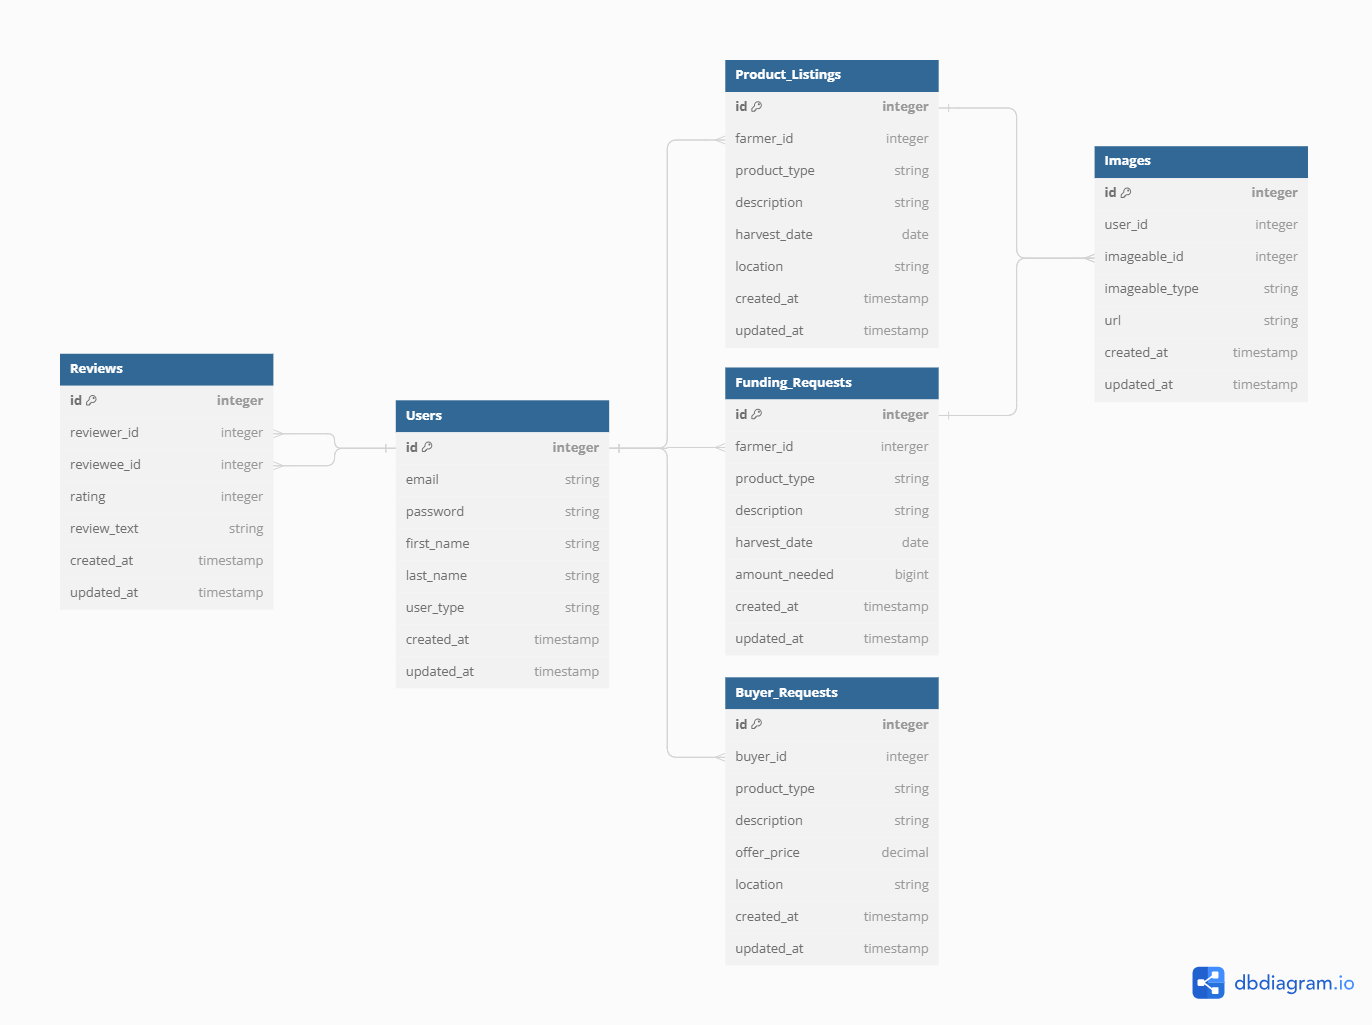 Product_Listings
id integer
farmer_id integer
product_type string
description string
harvest_date date
location string
created_at timestamp
updated_at timestamp
Images
id integer
user_id integer
imageable_id integer
imageable_type string
url string
created_at timestamp
updated_at timestamp
Reviews
id integer
reviewer_id integer
reviewee_id integer
rating integer
review_text string
created_at timestamp
updated_at timestamp
Users
id integer
email string
password string
first_name string
last_name string
user_type string
created_at timestamp
updated_at timestamp
Funding_Requests
id integer
farmer_id interger
product_type string
description string
harvest_date date
amount_needed bigint
created_at timestamp
updated_at timestamp
Buyer_Requests
id integer
buyer_id integer
product_type string
description string
offer_price decimal
location string
created_at timestamp
updated_at timestamp
dbdiagram.io